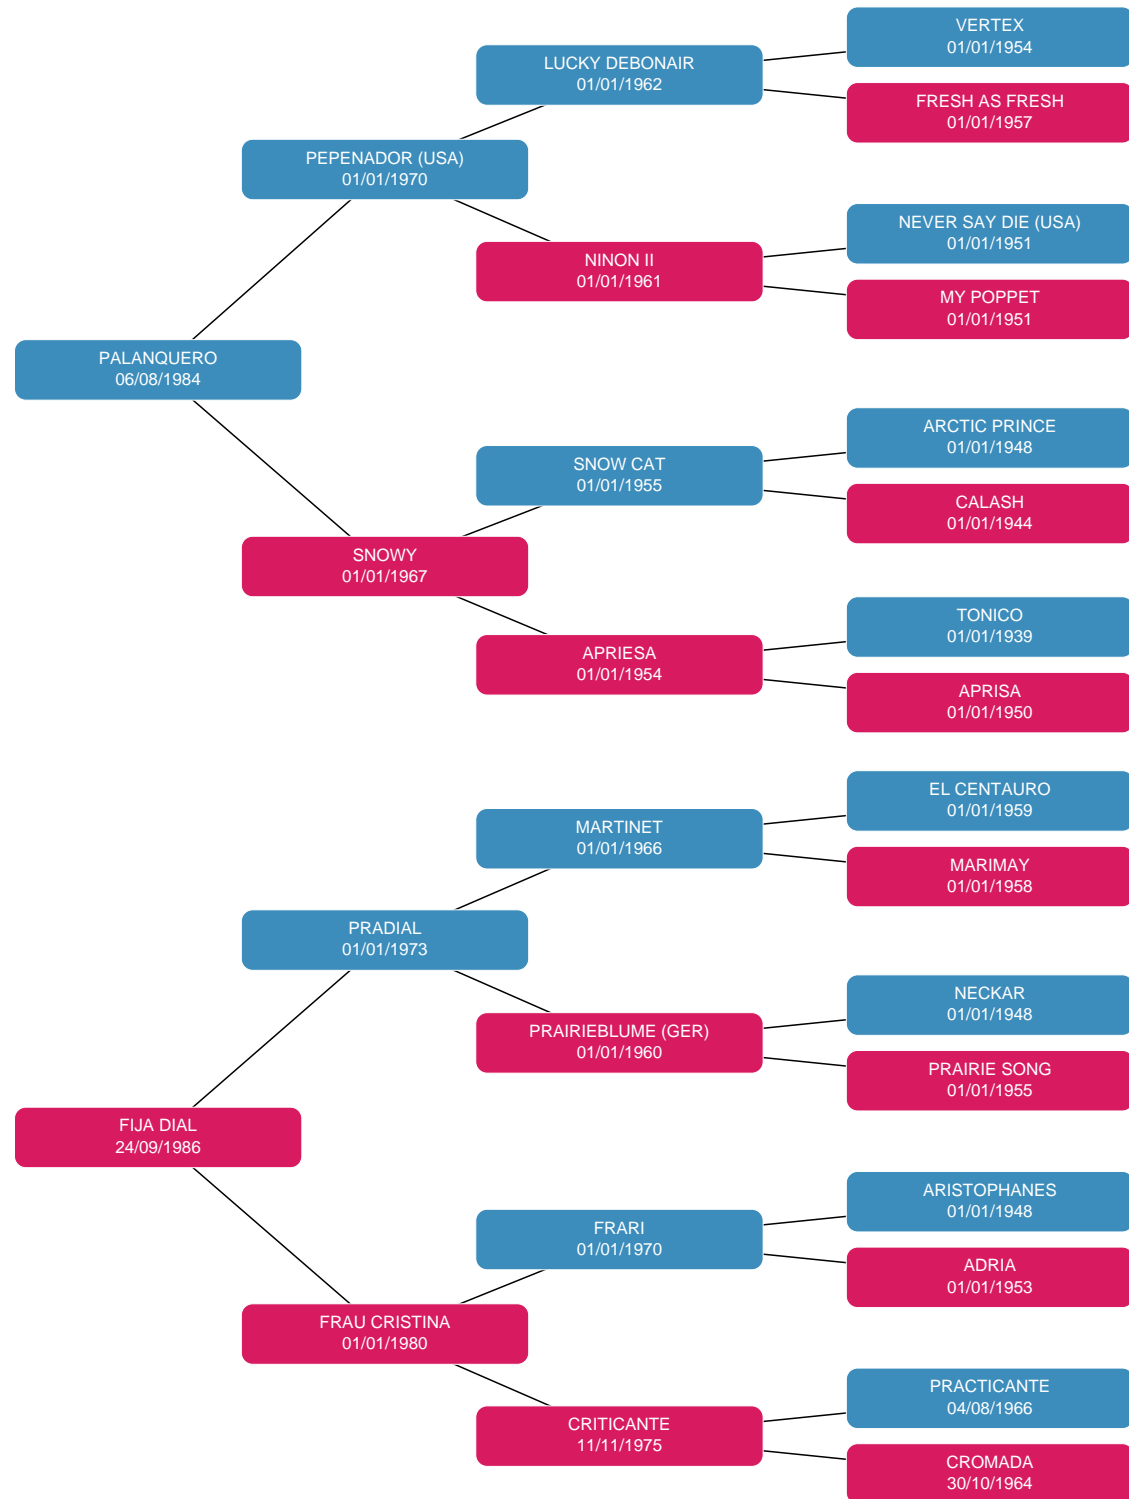 VERTEX
01/01/1954
LUCKY DEBONAIR
01/01/1962
FRESH AS FRESH
01/01/1957
PEPENADOR (USA)
01/01/1970
NEVER SAY DIE (USA)
01/01/1951
NINON II
01/01/1961
MY POPPET
01/01/1951
PALANQUERO
06/08/1984
ARCTIC PRINCE
01/01/1948
SNOW CAT
01/01/1955
CALASH
01/01/1944
SNOWY
01/01/1967
TONICO
01/01/1939
APRIESA
01/01/1954
APRISA
01/01/1950
EL CENTAURO
01/01/1959
MARTINET
01/01/1966
MARIMAY
01/01/1958
PRADIAL
01/01/1973
NECKAR
01/01/1948
PRAIRIEBLUME (GER)
01/01/1960
PRAIRIE SONG
01/01/1955
FIJA DIAL
24/09/1986
ARISTOPHANES
01/01/1948
FRARI
01/01/1970
ADRIA
01/01/1953
FRAU CRISTINA
01/01/1980
PRACTICANTE
04/08/1966
CRITICANTE
11/11/1975
CROMADA
30/10/1964